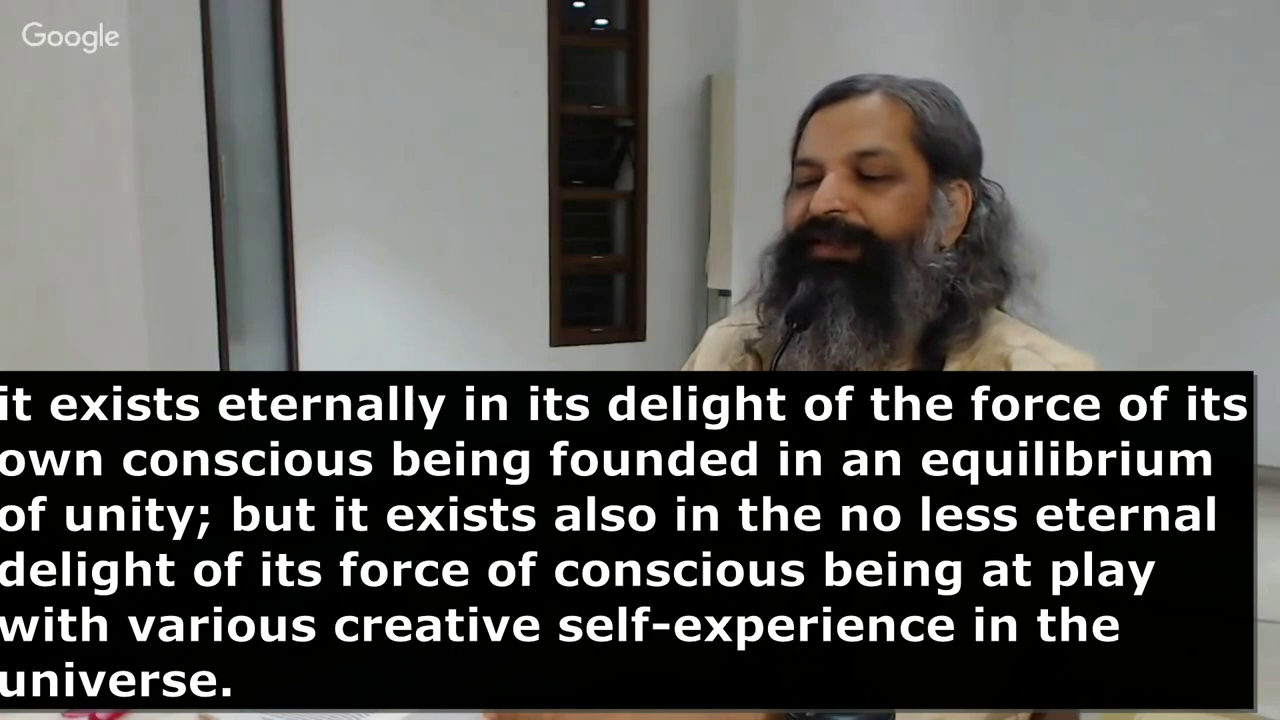 Google
it exists eternally in its delight of the force of its
own conscious being founded in an equilibrium
of unity; but it exists also in the no less eternal
delight of its force of conscious being at play
with various creative self-experience in the
universe.